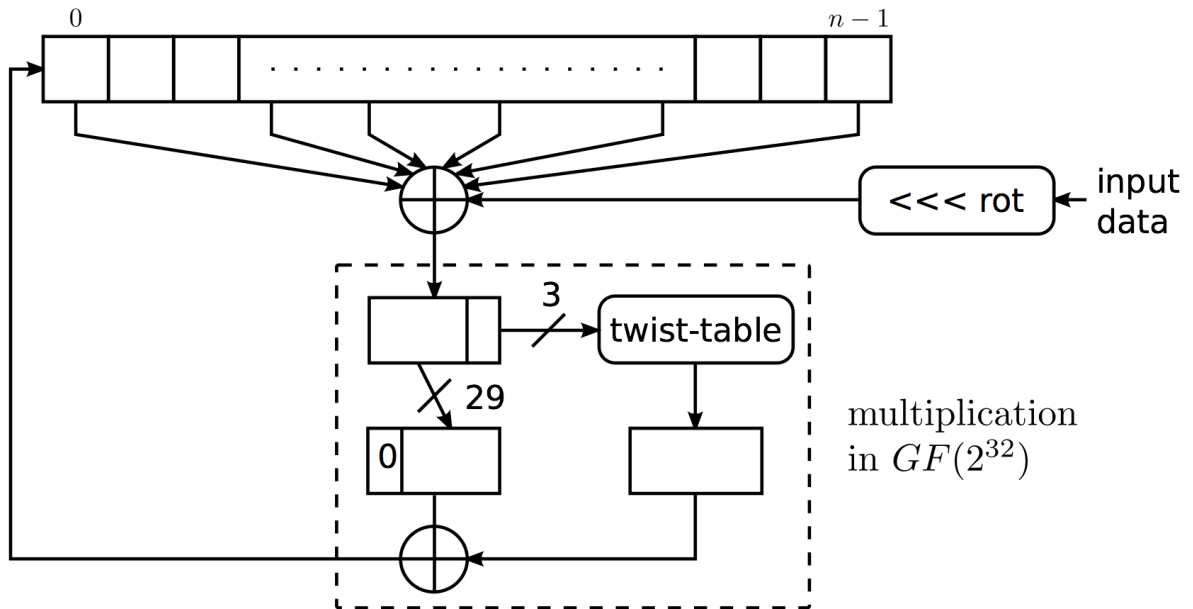 0
n − 1
. . . . . . . . . . . . . . . . . . .
<<< rot
input
data
3
twist-table
29
0
multiplication
in GF(2³²)